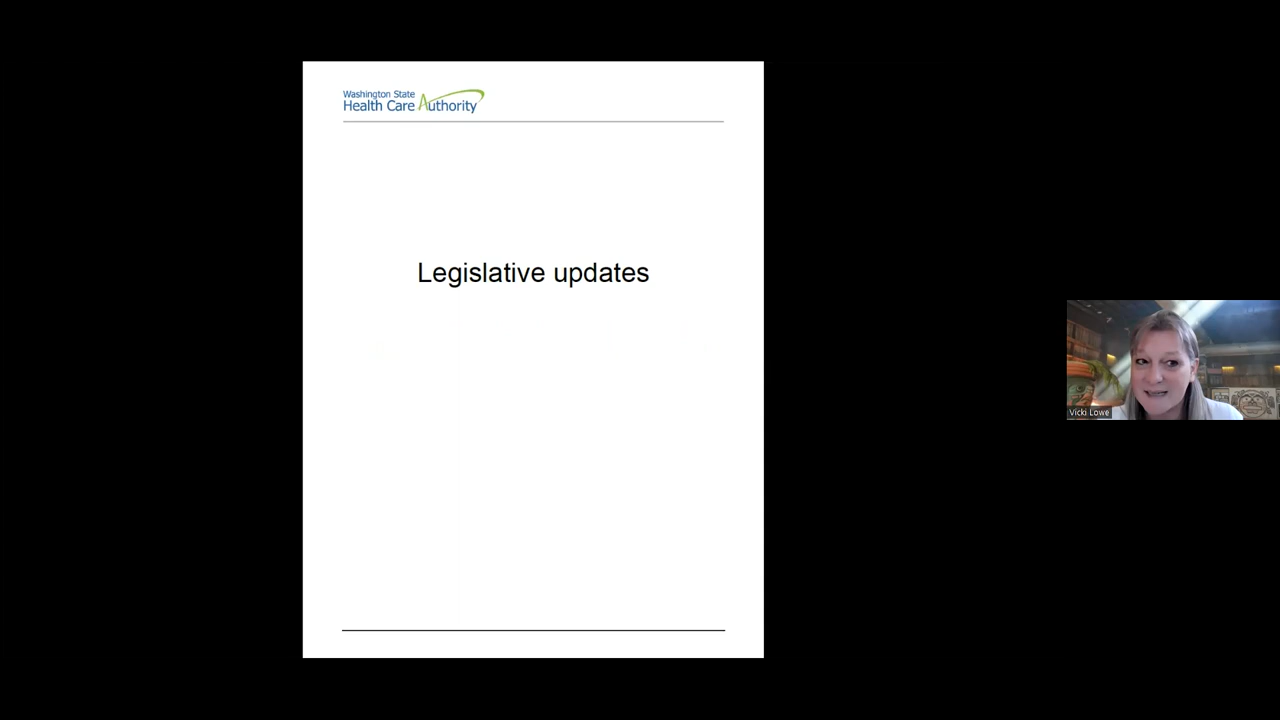 Washington State
Health Care Authority
Legislative updates
Vicki Lowe